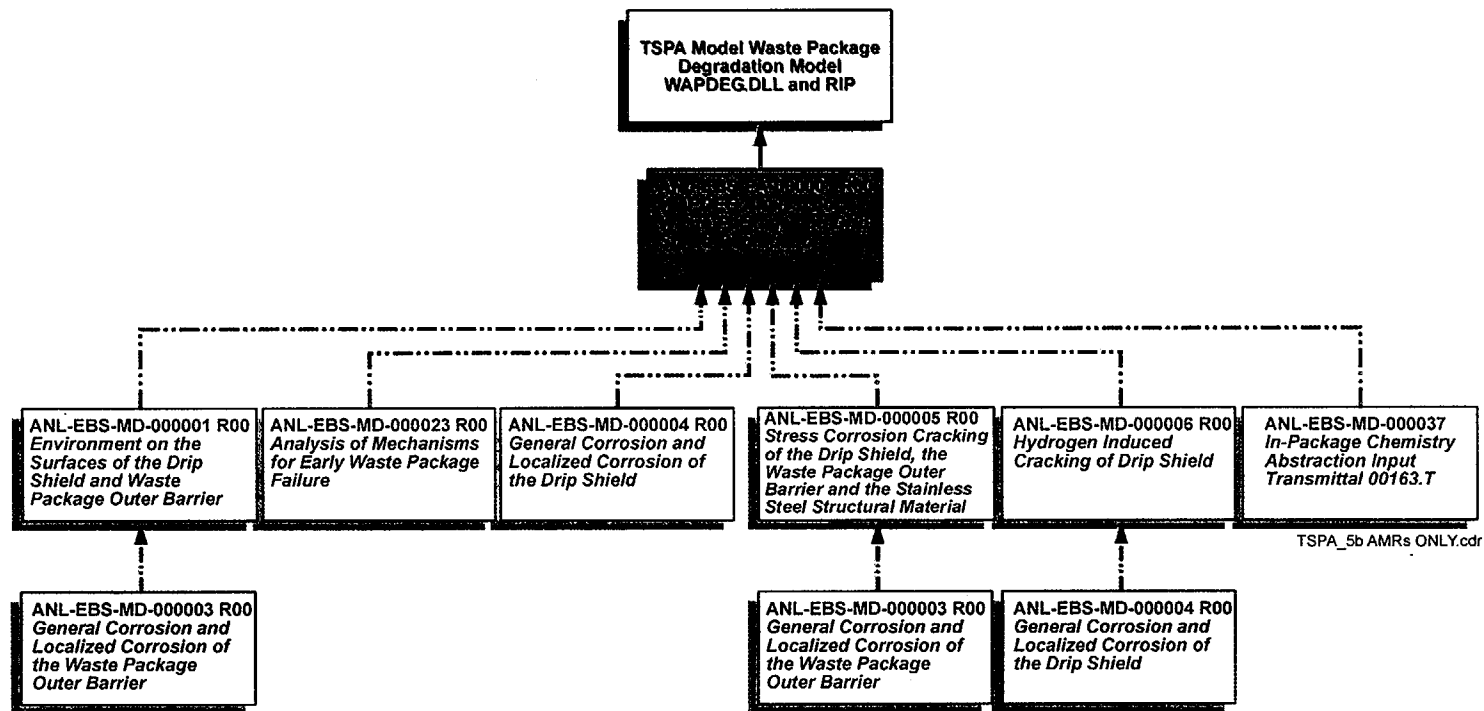 TSPA Model Waste Package
Degradation Model
WAPDEG.DLL and RIP
ANL-EBS-MD-000001 R00
Environment on the
Surfaces of the Drip
Shield and Waste
Package Outer Barrier
ANL-EBS-MD-000023 R00
Analysis of Mechanisms
for Early Waste Package
Failure
ANL-EBS-MD-000004 R00
General Corrosion and
Localized Corrosion of
the Drip Shield
ANL-EBS-MD-000005 R00
Stress Corrosion Cracking
of the Drip Shield, the
Waste Package Outer
Barrier and the Stainless
Steel Structural Material
ANL-EBS-MD-000006 R00
Hydrogen Induced
Cracking of Drip Shield
ANL-EBS-MD-000037
In-Package Chemistry
Abstraction Input
Transmittal 00163.T
TSPA_5b AMRs ONLY.cdr
ANL-EBS-MD-000003 R00
General Corrosion and
Localized Corrosion of
the Waste Package
Outer Barrier
ANL-EBS-MD-000003 R00
General Corrosion and
Localized Corrosion of
the Waste Package
Outer Barrier
ANL-EBS-MD-000004 R00
General Corrosion and
Localized Corrosion of
the Drip Shield